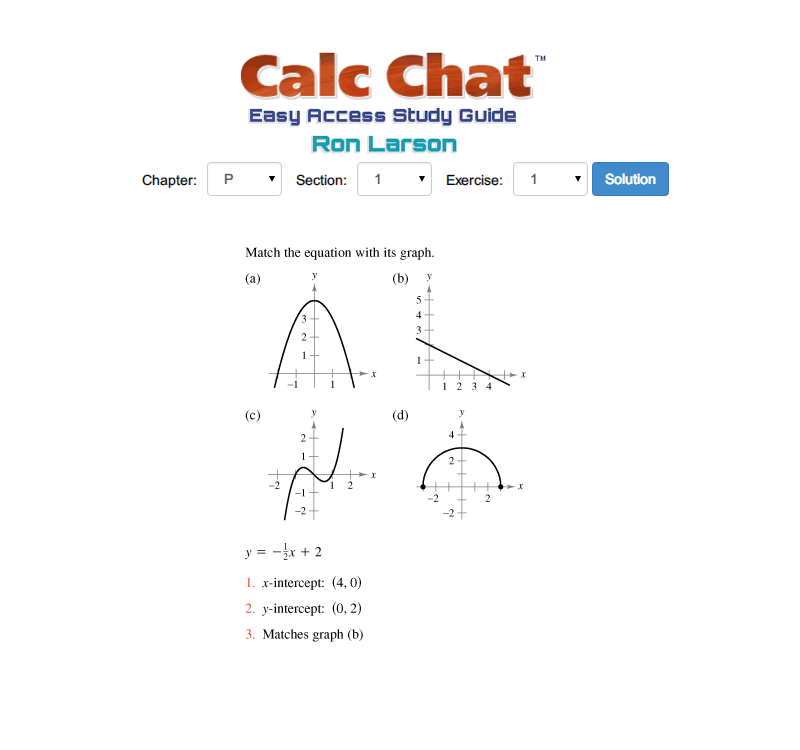 Calc Chat™
Easy Access Study Guide
Ron Larson
Chapter: P Section: 1 Exercise: 1 Solution
Match the equation with its graph.
(a) y 3 2 1 −1 1 x
(b) y 5 4 3 1 1 2 3 4 x
(c) y 2 1 −2 −1 −2 1 2 x
(d) y 4 2 −2 −2 2 x
y = −½x + 2
1. x-intercept: (4, 0)
2. y-intercept: (0, 2)
3. Matches graph (b)